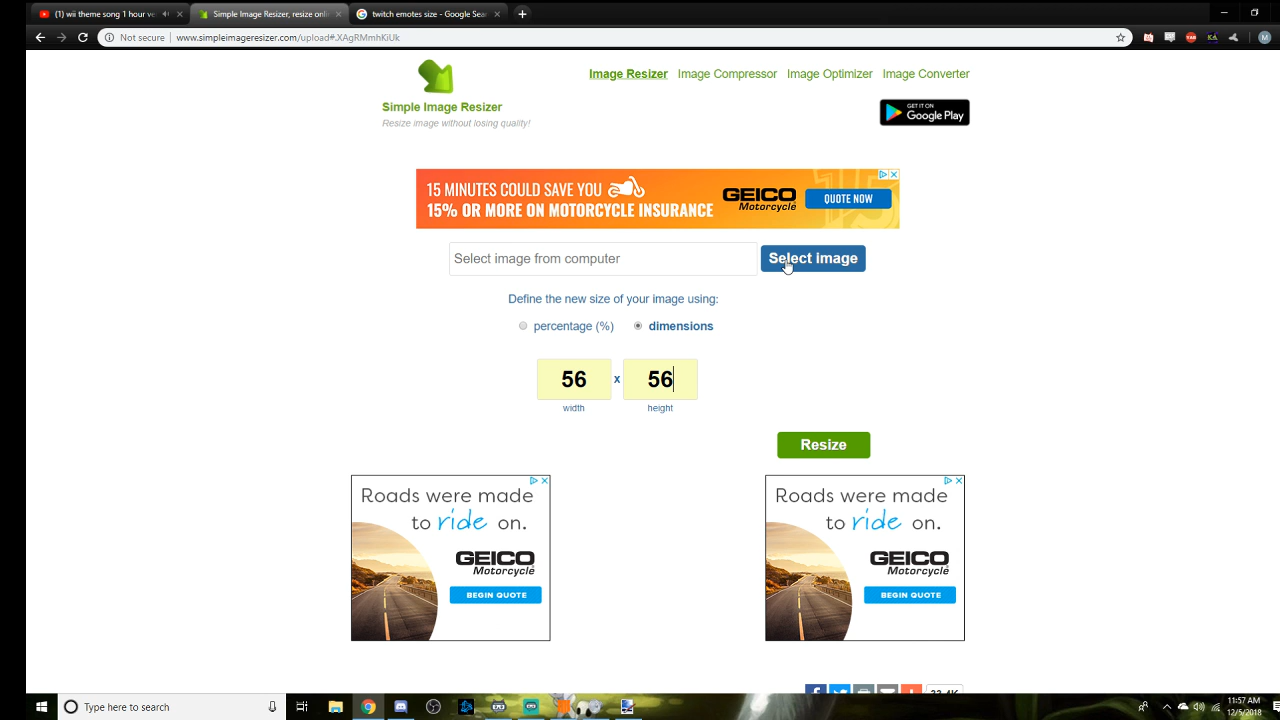 (1) wii theme song 1 hour ve
Simple Image Resizer, resize onli
twitch emotes size - Google Sea
Not secure | www.simpleimageresizer.com/upload#.XAgRMmhKiUk
Image Resizer Image Compressor Image Optimizer Image Converter
Simple Image Resizer
Resize image without losing quality!
GET IT ON
Google Play
15 MINUTES COULD SAVE YOU
15% OR MORE ON MOTORCYCLE INSURANCE
GEICO
Motorcycle
QUOTE NOW
Select image from computer
Select image
Define the new size of your image using:
percentage (%) dimensions
56 x 56
width height
Resize
Roads were made
to ride on.
GEICO
Motorcycle
BEGIN QUOTE
Roads were made
to ride on.
GEICO
Motorcycle
BEGIN QUOTE
Type here to search
11:57 AM
12/5/2018